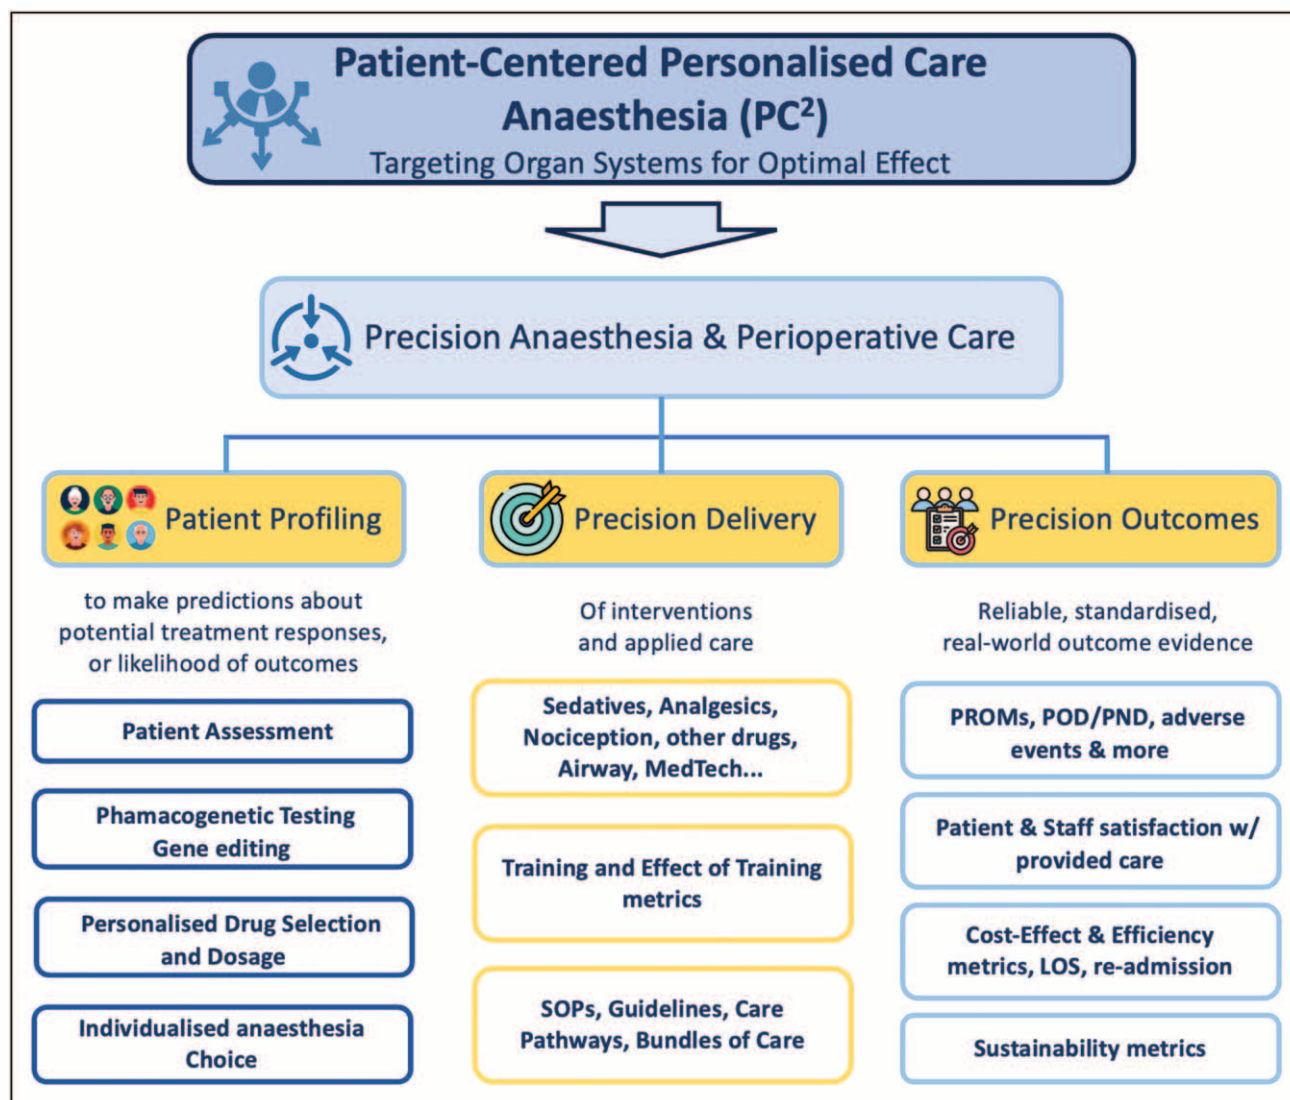 Patient-Centered Personalised Care
Anaesthesia (PC²)
Targeting Organ Systems for Optimal Effect
Precision Anaesthesia & Perioperative Care
Patient Profiling
to make predictions about
potential treatment responses,
or likelihood of outcomes
Patient Assessment
Phamacogenetic Testing
Gene editing
Personalised Drug Selection
and Dosage
Individualised anaesthesia
Choice
Precision Delivery
Of interventions
and applied care
Sedatives, Analgesics,
Nociception, other drugs,
Airway, MedTech...
Training and Effect of Training
metrics
SOPs, Guidelines, Care
Pathways, Bundles of Care
Precision Outcomes
Reliable, standardised,
real-world outcome evidence
PROMs, POD/PND, adverse
events & more
Patient & Staff satisfaction w/
provided care
Cost-Effect & Efficiency
metrics, LOS, re-admission
Sustainability metrics